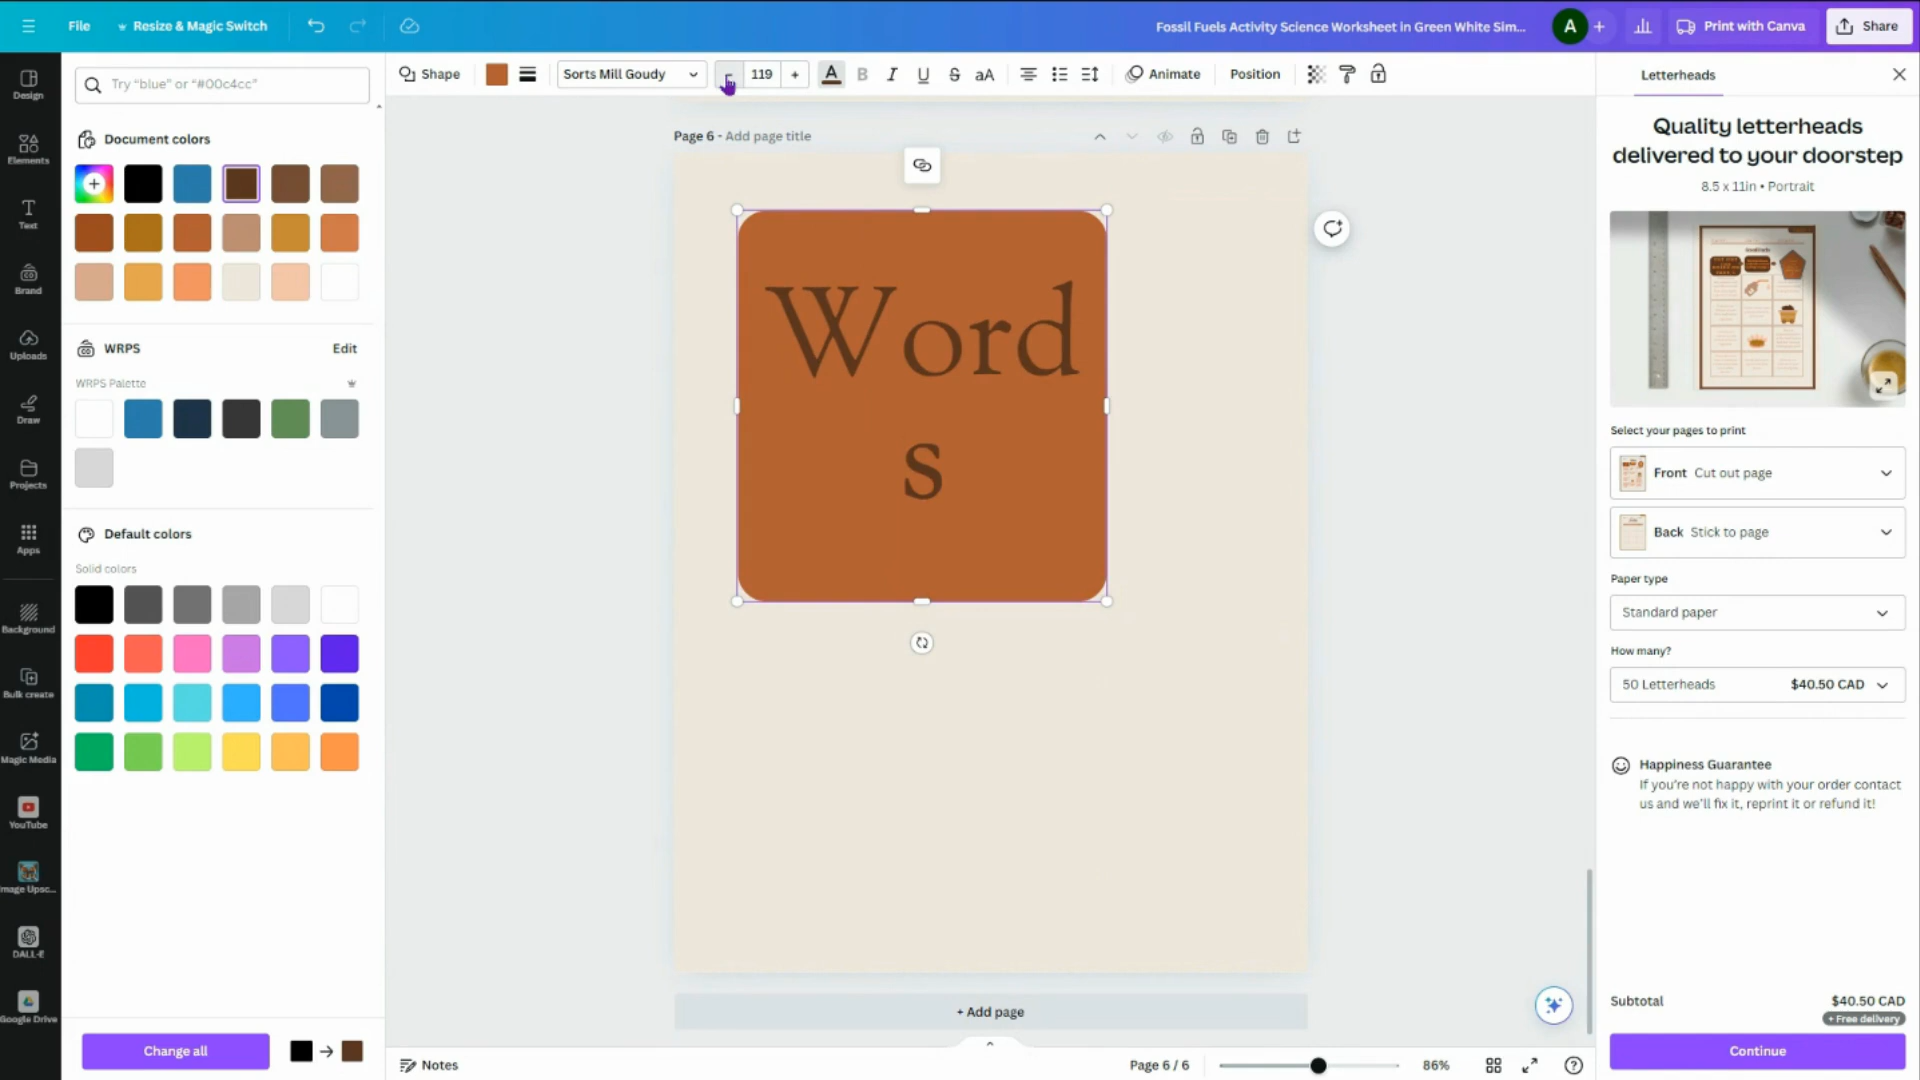 File
Resize & Magic Switch
Fossil Fuels Activity Science Worksheet in Green White Sim...
A
Print with Canva
Share
Design
Elements
Text
Brand
Uploads
Draw
Projects
Apps
Background
Bulk create
Magic Media
YouTube
Image Upsc...
DALL-E
Google Drive
Try “blue” or “#00c4cc”
Document colors
WRPS
Edit
WRPS Palette
Default colors
Solid colors
Change all
Shape
Sorts Mill Goudy
119
+
A
B
I
U
S
aA
Animate
Position
Page 6 - Add page title
Word
s
+ Add page
Notes
Page 6 / 6
86%
Letterheads
Quality letterheads
delivered to your doorstep
8.5 x 11in • Portrait
Select your pages to print
Front Cut out page
Back Stick to page
Paper type
Standard paper
How many?
50 Letterheads $40.50 CAD
Happiness Guarantee
If you're not happy with your order contact
us and we'll fix it, reprint it or refund it!
Subtotal $40.50 CAD
+ Free delivery
Continue